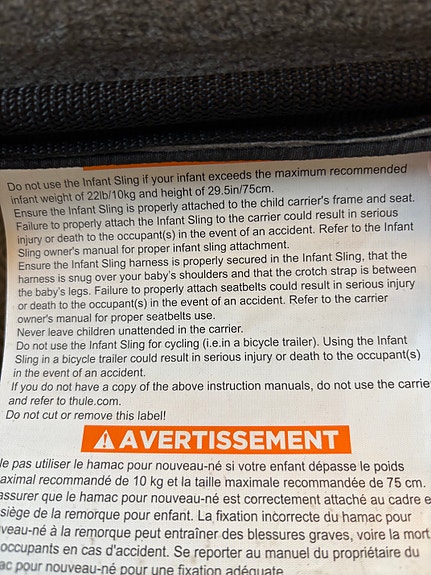 Do not use the Infant Sling if your infant exceeds the maximum recommended
infant weight of 22lb/10kg and height of 29.5in/75cm.
Ensure the Infant Sling is properly attached to the child carrier's frame and seat.
Failure to properly attach the Infant Sling to the carrier could result in serious
injury or death to the occupant(s) in the event of an accident. Refer to the Infant
Sling owner's manual for proper infant sling attachment.
Ensure the Infant Sling harness is properly secured in the Infant Sling, that the
harness is snug over your baby's shoulders and that the crotch strap is between
the baby's legs. Failure to properly attach seatbelts could result in serious injury
or death to the occupant(s) in the event of an accident. Refer to the carrier
owner's manual for proper seatbelts use.
Never leave children unattended in the carrier.
Do not use the Infant Sling for cycling (i.e.in a bicycle trailer). Using the Infant
Sling in a bicycle trailer could result in serious injury or death to the occupant(s)
in the event of an accident.
If you do not have a copy of the above instruction manuals, do not use the carrie
and refer to thule.com.
Do not cut or remove this label!
AVERTISSEMENT
le pas utiliser le hamac pour nouveau-né si votre enfant dépasse le poids
aximal recommandé de 10 kg et la taille maximale recommandée de 75 cm.
assurer que le hamac pour nouveau-né est correctement attaché au cadre e
siège de la remorque pour enfant. La fixation incorrecte du hamac pour
veau-né à la remorque peut entraîner des blessures graves, voire la mort
occupants en cas d'accident. Se reporter au manuel du propriétaire du
ac pour nouveau-né pour une fixation adéquate